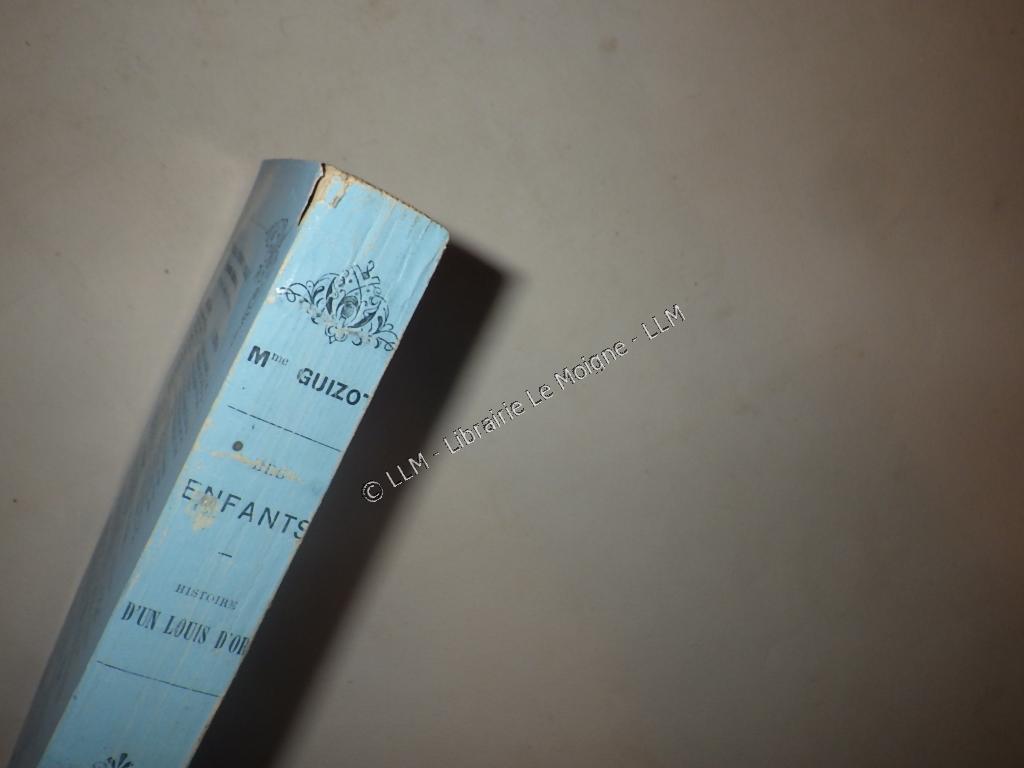 Mme GUIZOT
ENFANTS
HISTOIRE
D'UN LOUIS D'OR
© LLM - Librairie Le Moigne - LLM